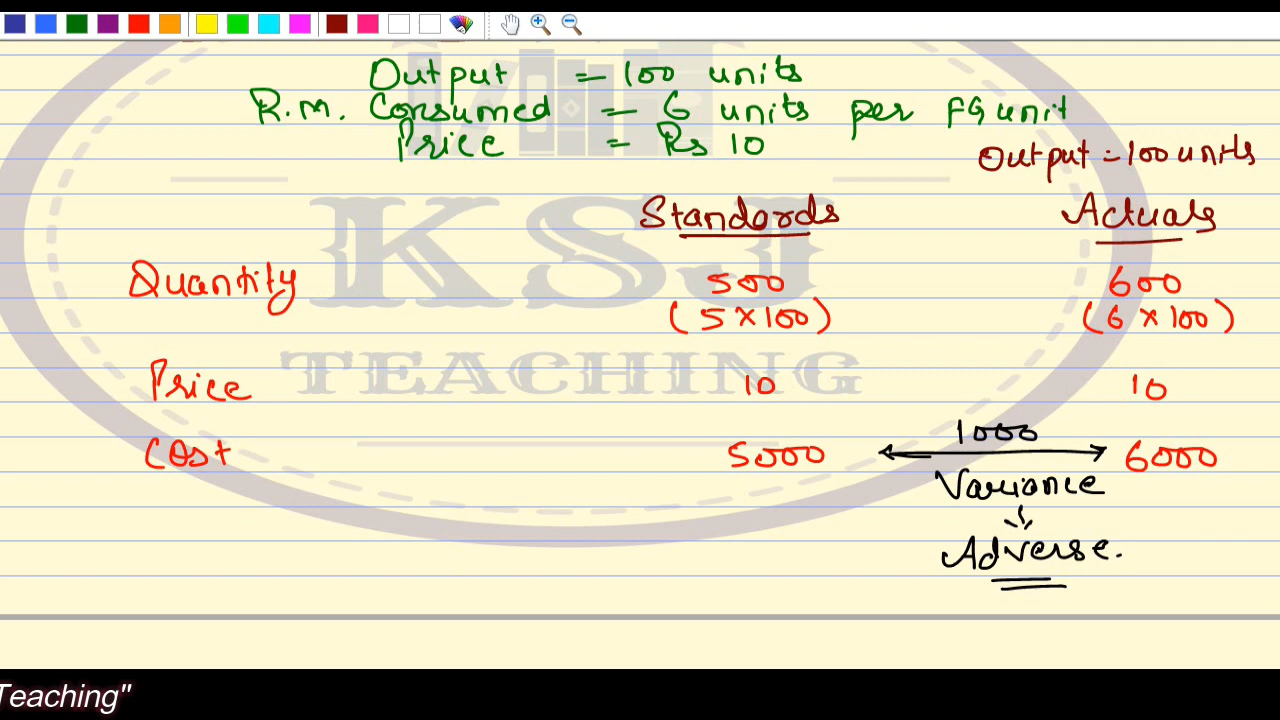 Output = 100 units
R.M. Consumed = 6 units per FG unit
Price = Rs 10
Output = 100 units
Standards Actuals
Quantity 500 600
(5 × 100) (6 × 100)
Price 10 10
Cost 5000 1000 6000
Variance
Adverse.
KSJ
TEACHING
Teaching"